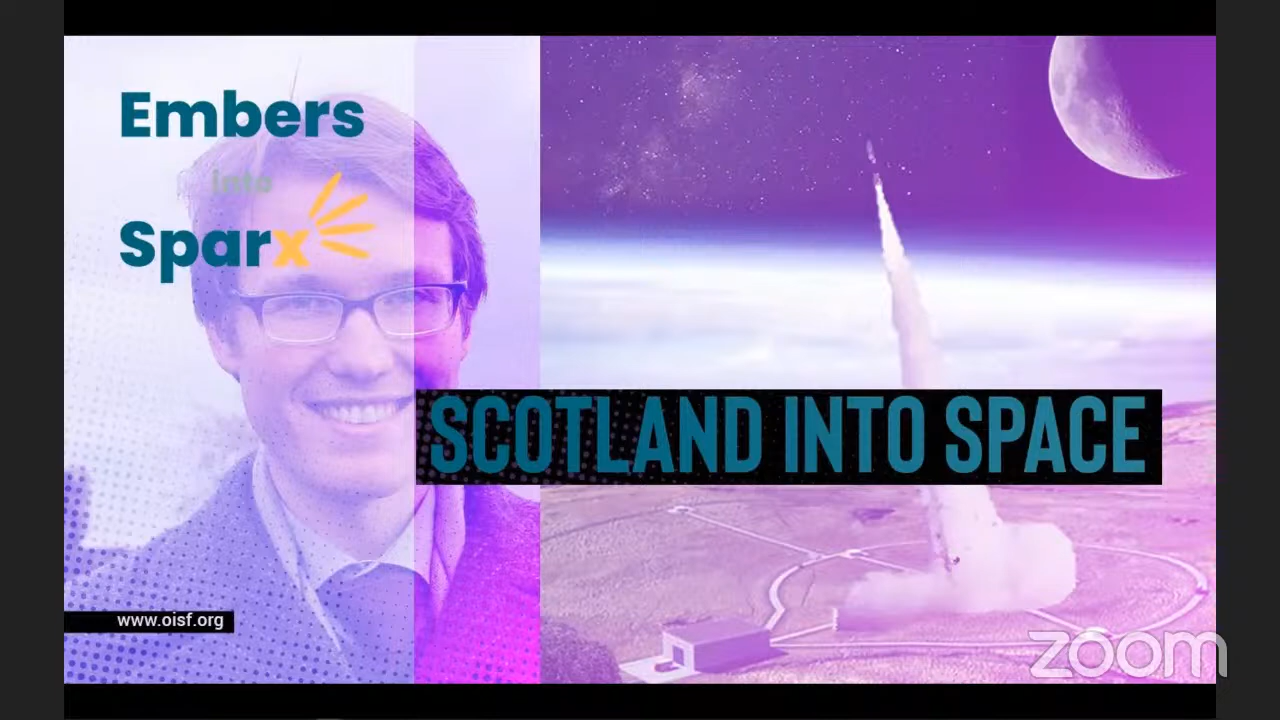 Embers
into
Sparx
SCOTLAND INTO SPACE
www.oisf.org
zoom